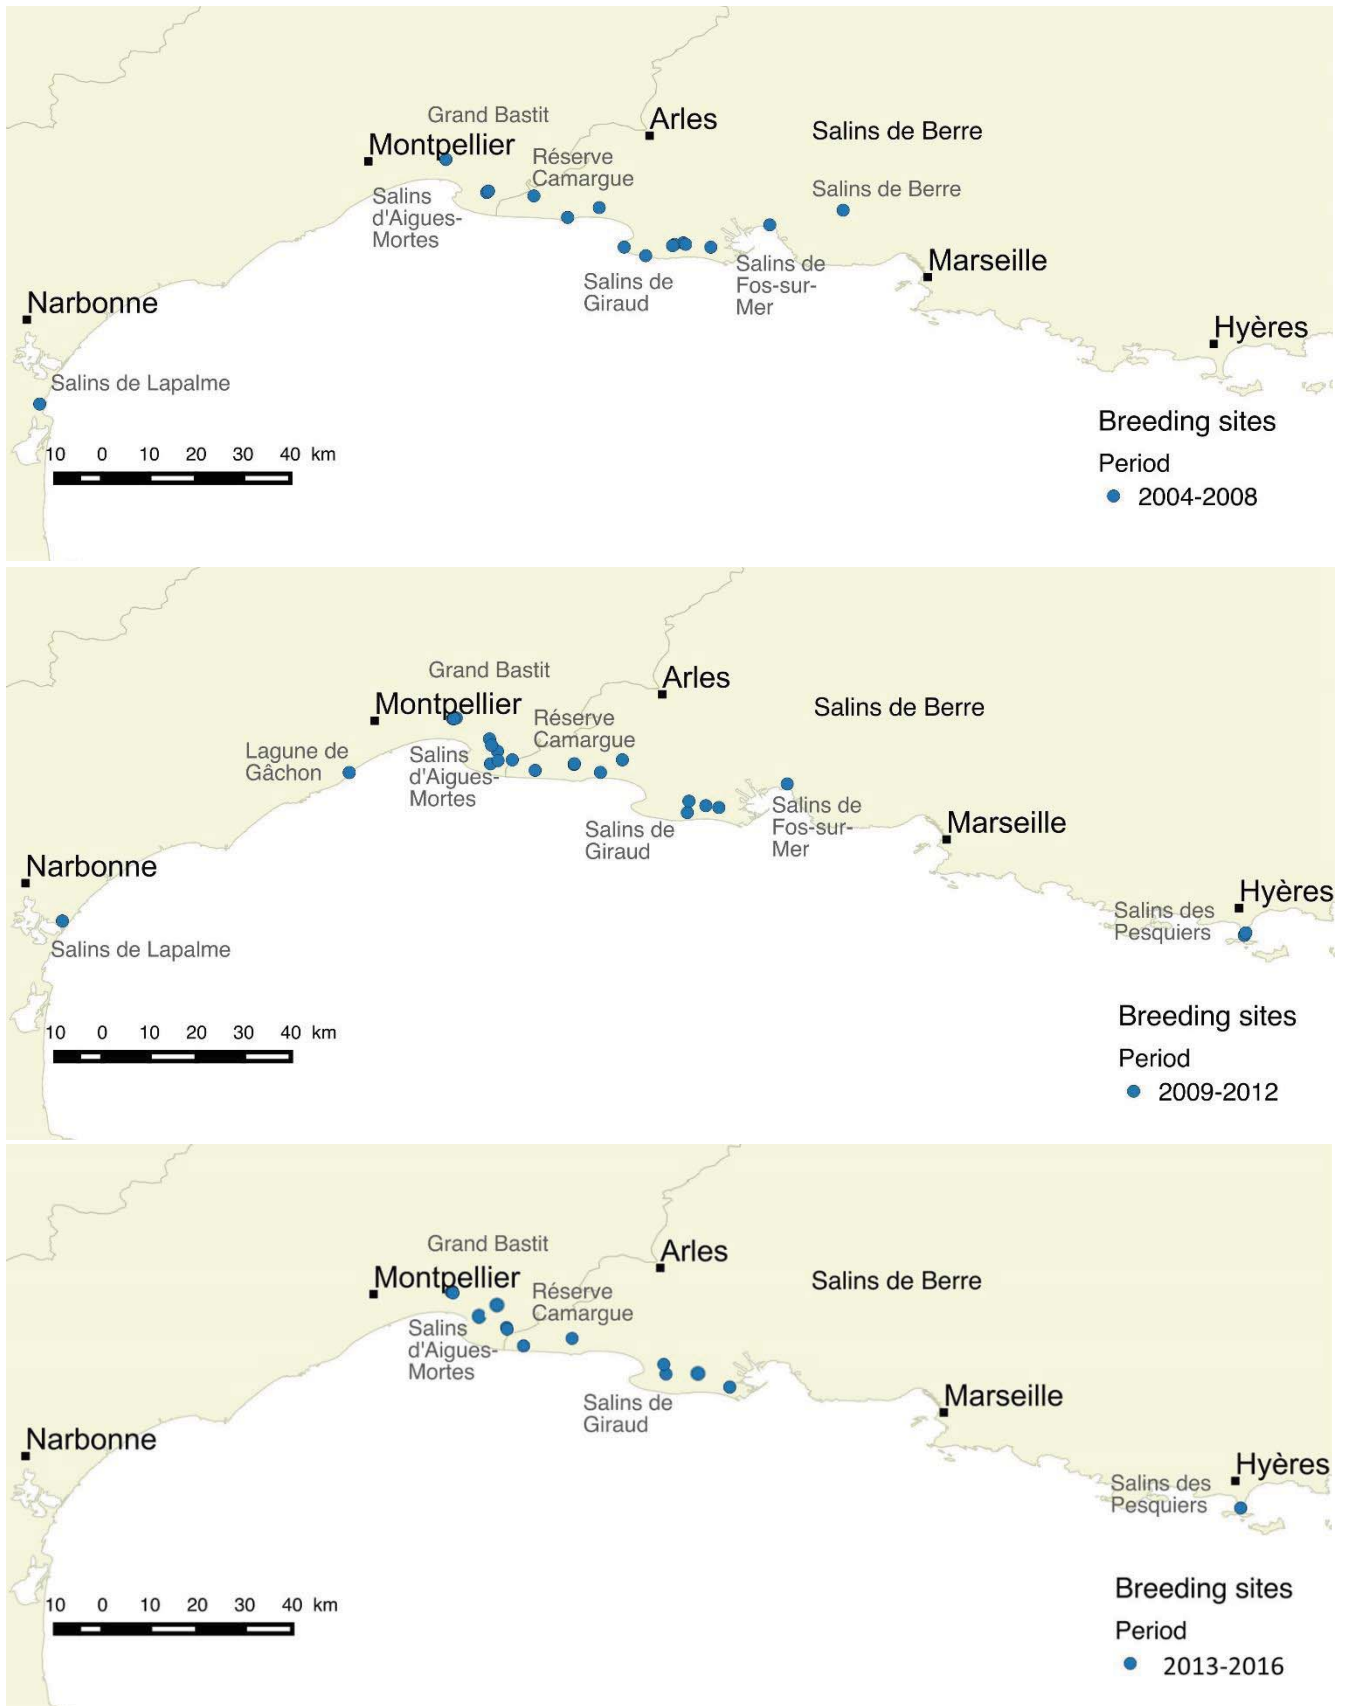 Grand Bastit
Arles
Salins de Berre
Montpellier
Réserve
Camargue
Salins
d'Aigues-
Mortes
Salins de Berre
Marseille
Salins de
Fos-sur-
Mer
Salins de
Giraud
Narbonne
Hyères
Salins de Lapalme
Breeding sites
10 0 10 20 30 40 km
Period
2004-2008
Grand Bastit
Arles
Montpellier
Salins de Berre
Réserve
Camargue
Lagune de
Gâchon
Salins
d'Aigues-
Mortes
Salins de
Fos-sur-
Mer
Salins de
Giraud
Marseille
Narbonne
Hyères
Salins des
Pesquiers
Salins de Lapalme
Breeding sites
10 0 10 20 30 40 km
Period
2009-2012
Grand Bastit
Arles
Montpellier
Salins de Berre
Réserve
Camargue
Salins
d'Aigues-
Mortes
Salins de
Giraud
Marseille
Narbonne
Hyères
Salins des
Pesquiers
Breeding sites
10 0 10 20 30 40 km
Period
2013-2016